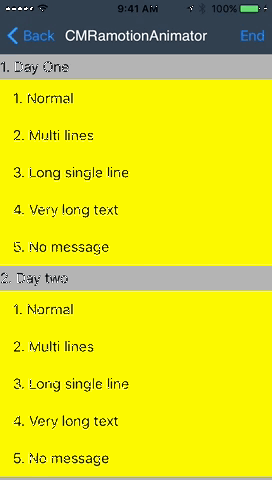 9:41 AM 100%
Back CMRamotionAnimator End
1. Day One
1. Normal
2. Multi lines
3. Long single line
4. Very long text
5. No message
2. Day two
1. Normal
2. Multi lines
3. Long single line
4. Very long text
5. No message